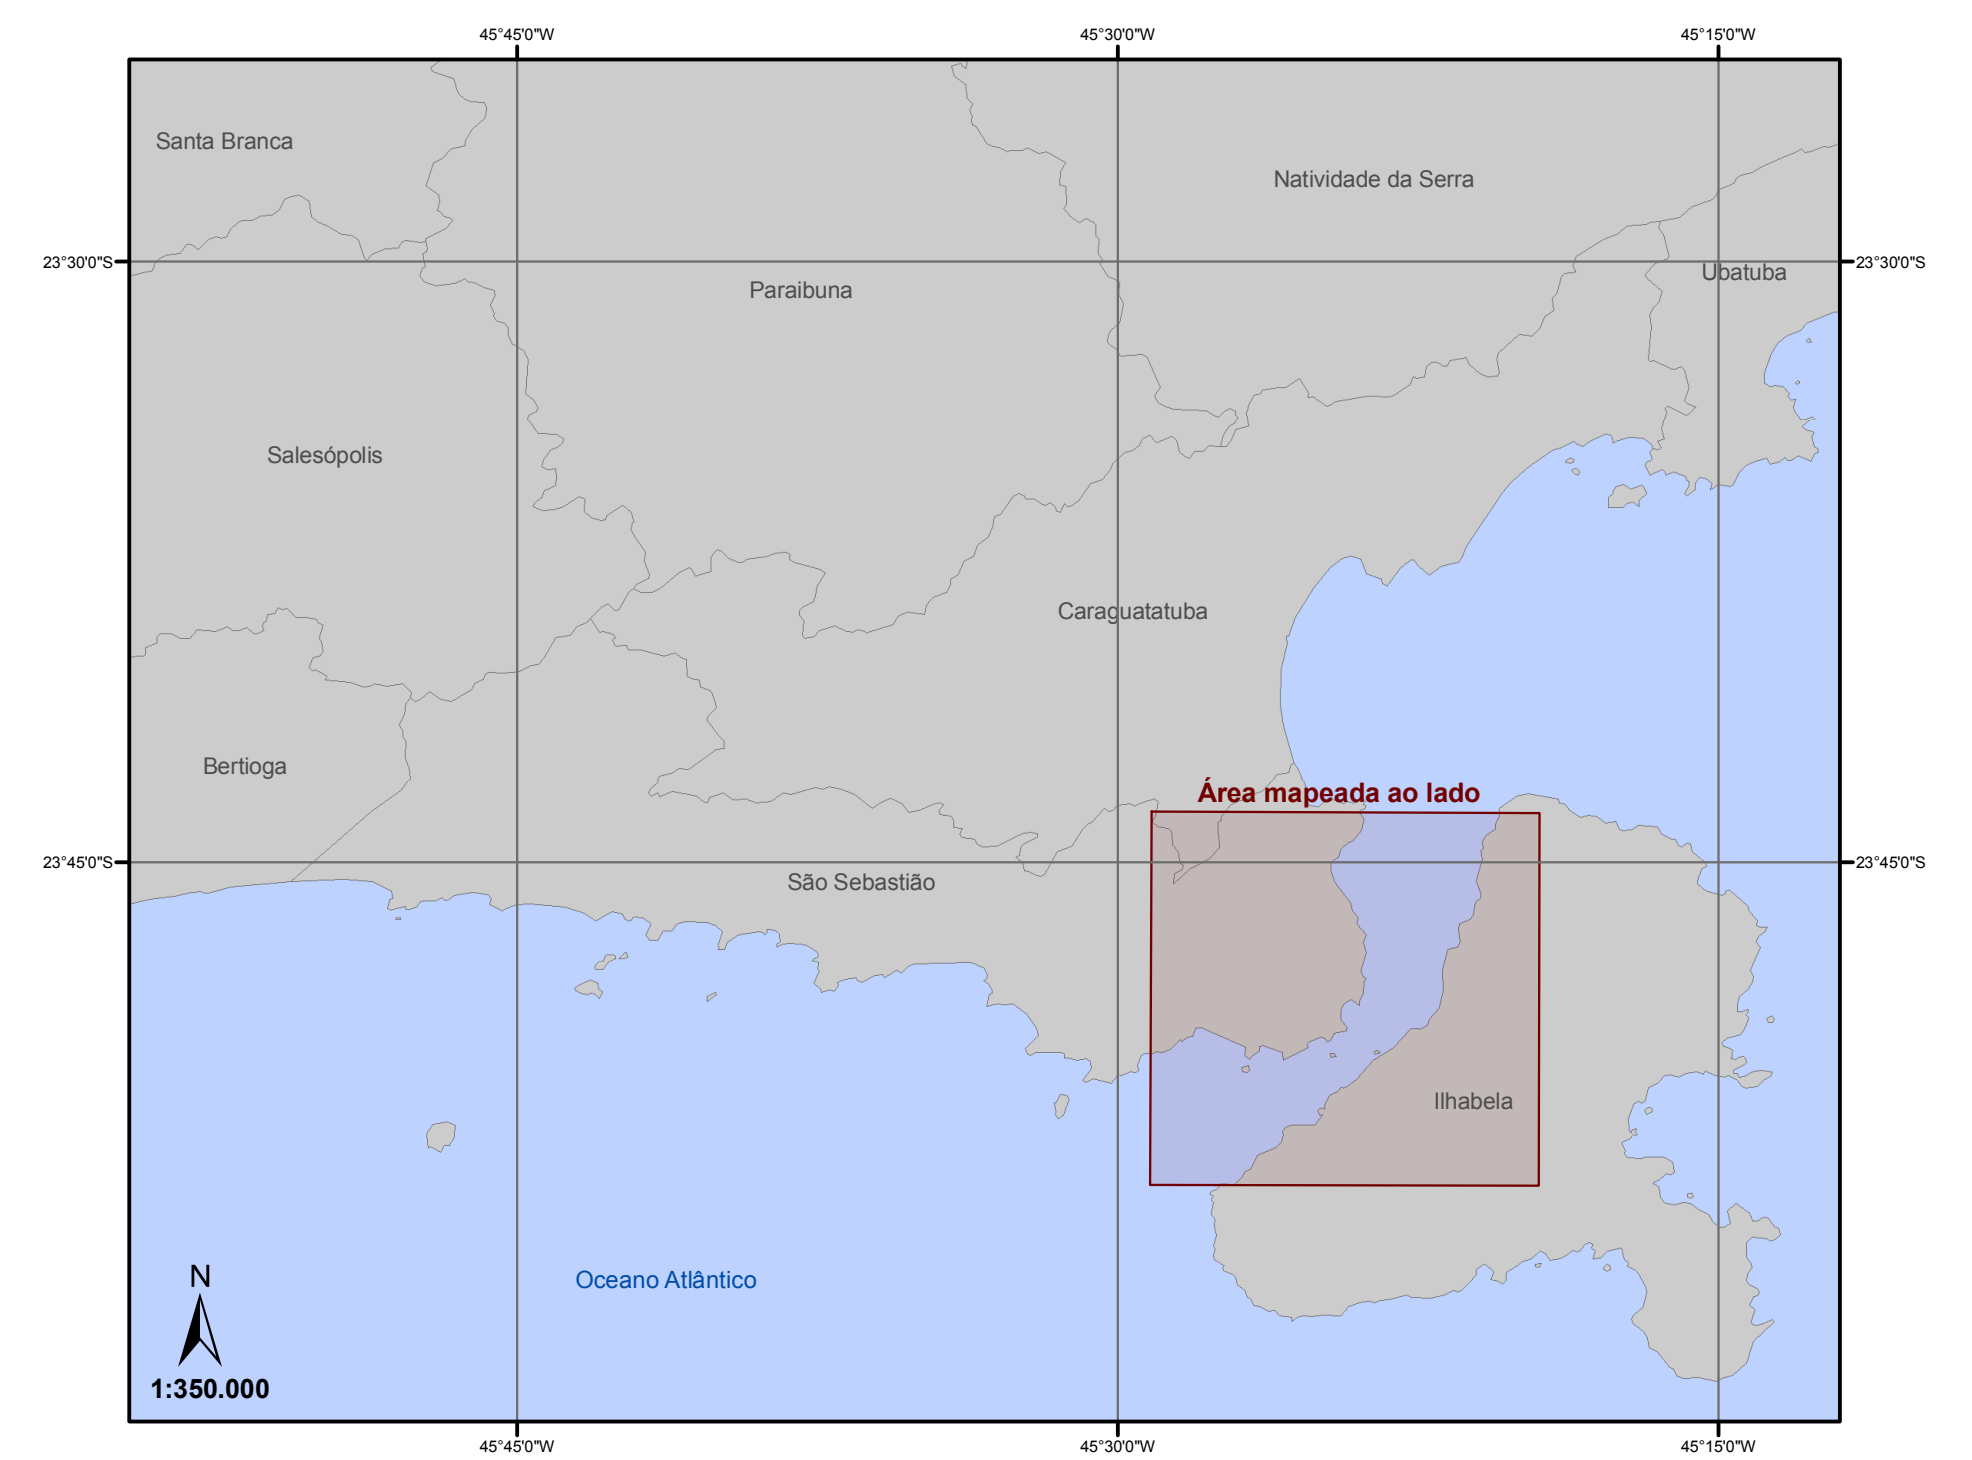 45°45'0"W
45°30'0"W
45°15'0"W
Santa Branca
Natividade da Serra
23°30'0"S
23°30'0"S
Ubatuba
Paraibuna
Salesópolis
Caraguatatuba
Bertioga
Área mapeada ao lado
23°45'0"S
23°45'0"S
São Sebastião
Ilhabela
N
Oceano Atlântico
1:350.000
45°45'0"W
45°30'0"W
45°15'0"W